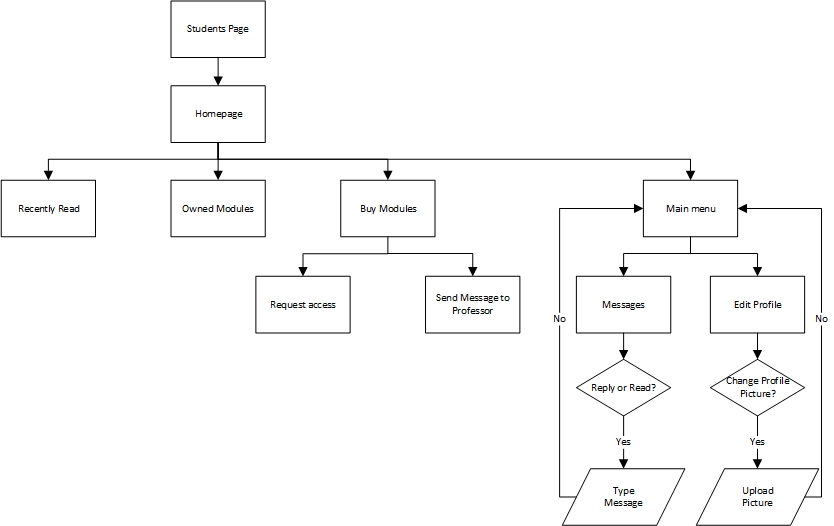 Students Page
Homepage
Recently Read
Owned Modules
Buy Modules
Main menu
Request access
Send Message to
Professor
Messages
Edit Profile
No
No
Reply or Read?
Change Profile
Picture?
Yes
Yes
Type
Message
Upload
Picture